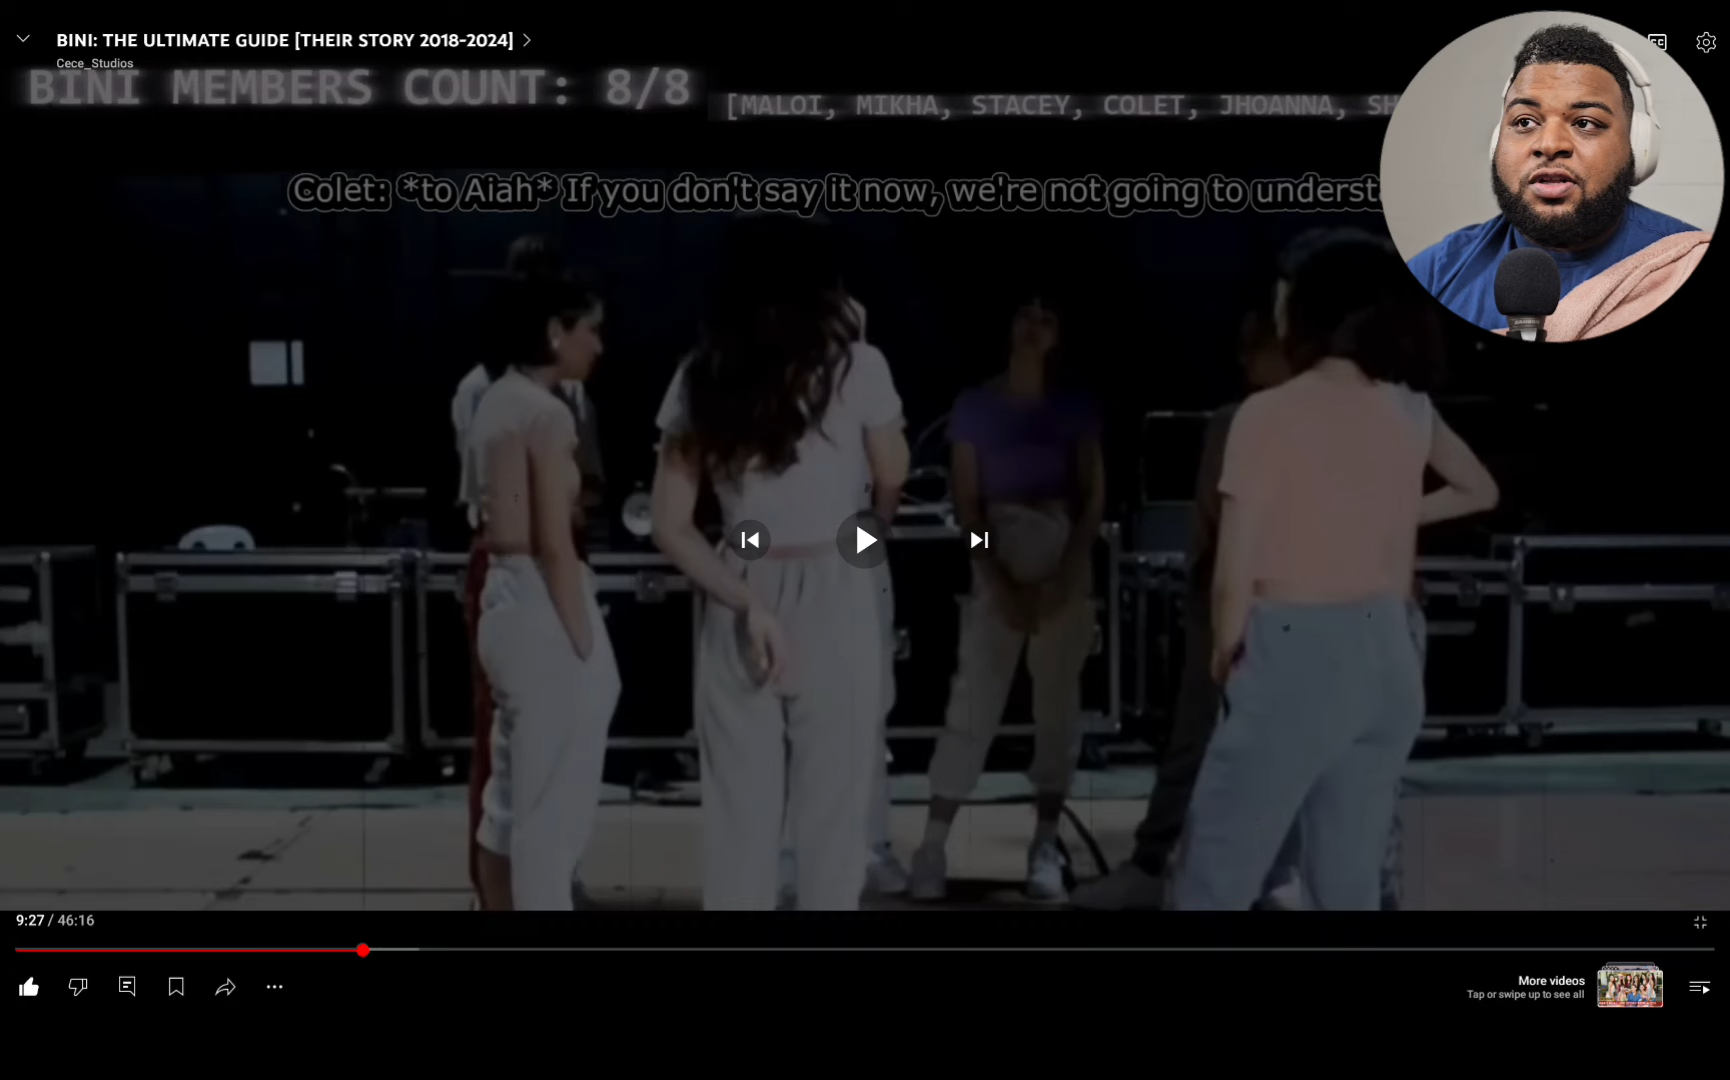 BINI: THE ULTIMATE GUIDE [THEIR STORY 2018-2024]
Cece_Studios
BINI MEMBERS COUNT: 8/8
[MALOI, MIKHA, STACEY, COLET, JHOANNA, SH
Colet: *to Aiah* If you don't say it now, we're not going to underst
9:27 / 46:16
More videos
Tap or swipe up to see all